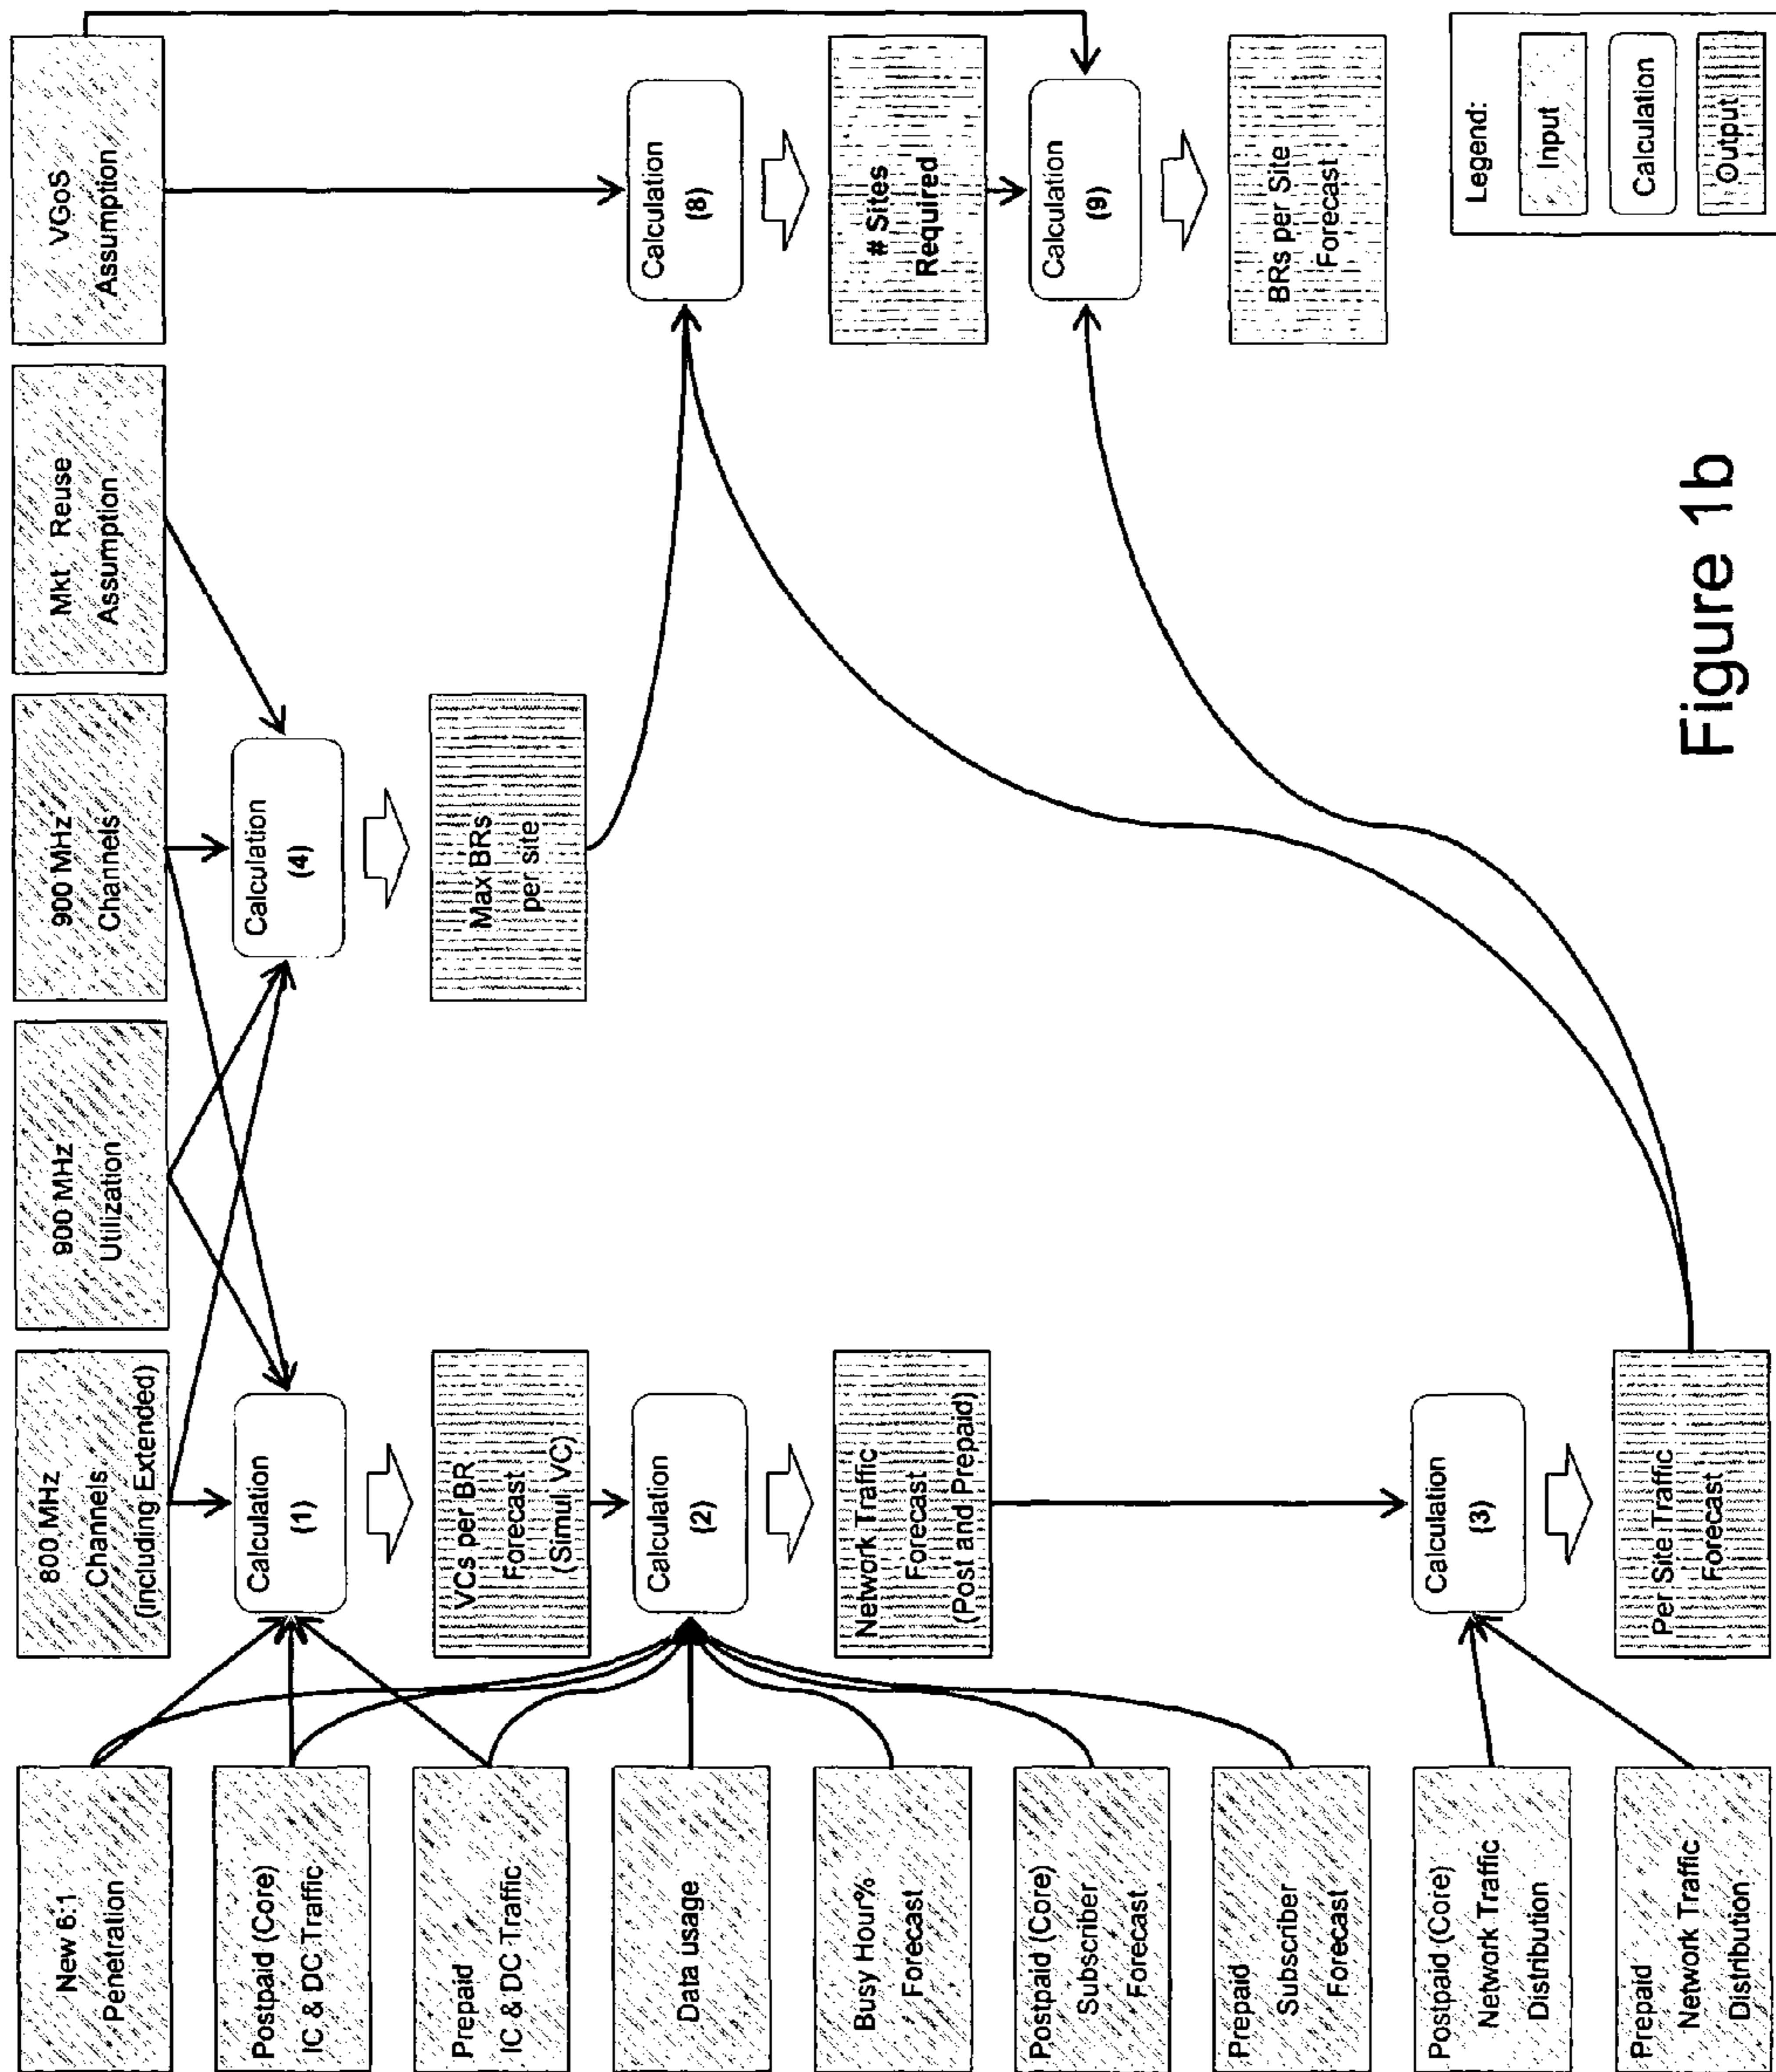 800 MHz
Channels
(including Extended)
900 MHz
Utilization
900 MHz
Channels
Mkt Reuse
Assumption
VGoS
Assumption
New 6:1
Penetration
Postpaid (Core)
IC & DC Traffic
Prepaid
IC & DC Traffic
Data usage
Busy Hour%
Forecast
Postpaid (Core)
Subscriber
Forecast
Prepaid
Subscriber
Forecast
Postpaid (Core)
Network Traffic
Distribution
Prepaid
Network Traffic
Distribution
Calculation
(1)
VCs per BR
Forecast
(Simul VC)
Calculation
(2)
Network Traffic
Forecast
(Post and Prepaid)
Calculation
(3)
Per Site Traffic
Forecast
Calculation
(4)
Max BRs
per site
Calculation
(8)
# Sites
Required
Calculation
(9)
BRs per Site
Forecast
Legend:
Input
Calculation
Output
Figure 1b